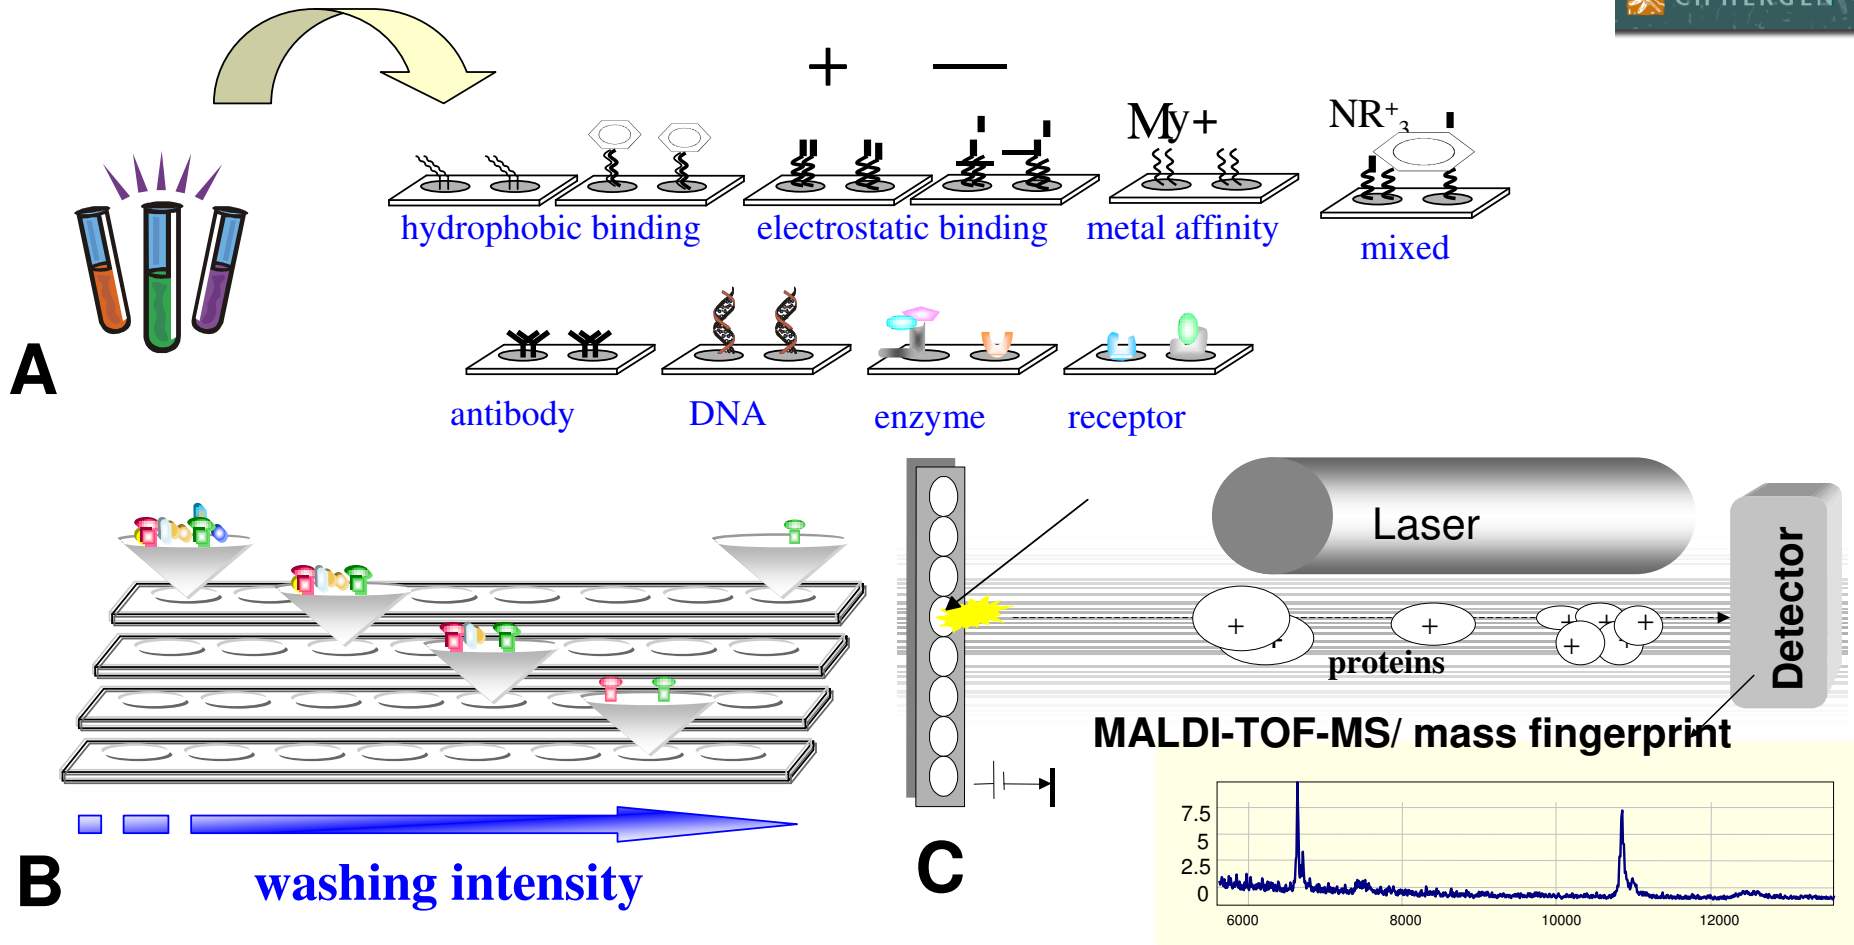 CIPHERGEN
+ —
My+
NR+3
hydrophobic binding
electrostatic binding
metal affinity
mixed
A
antibody
DNA
enzyme
receptor
Laser
Detector
+ + + + + +
proteins
MALDI-TOF-MS/ mass fingerprint
7.5
5
2.5
0
6000 8000 10000 12000
B
washing intensity
C